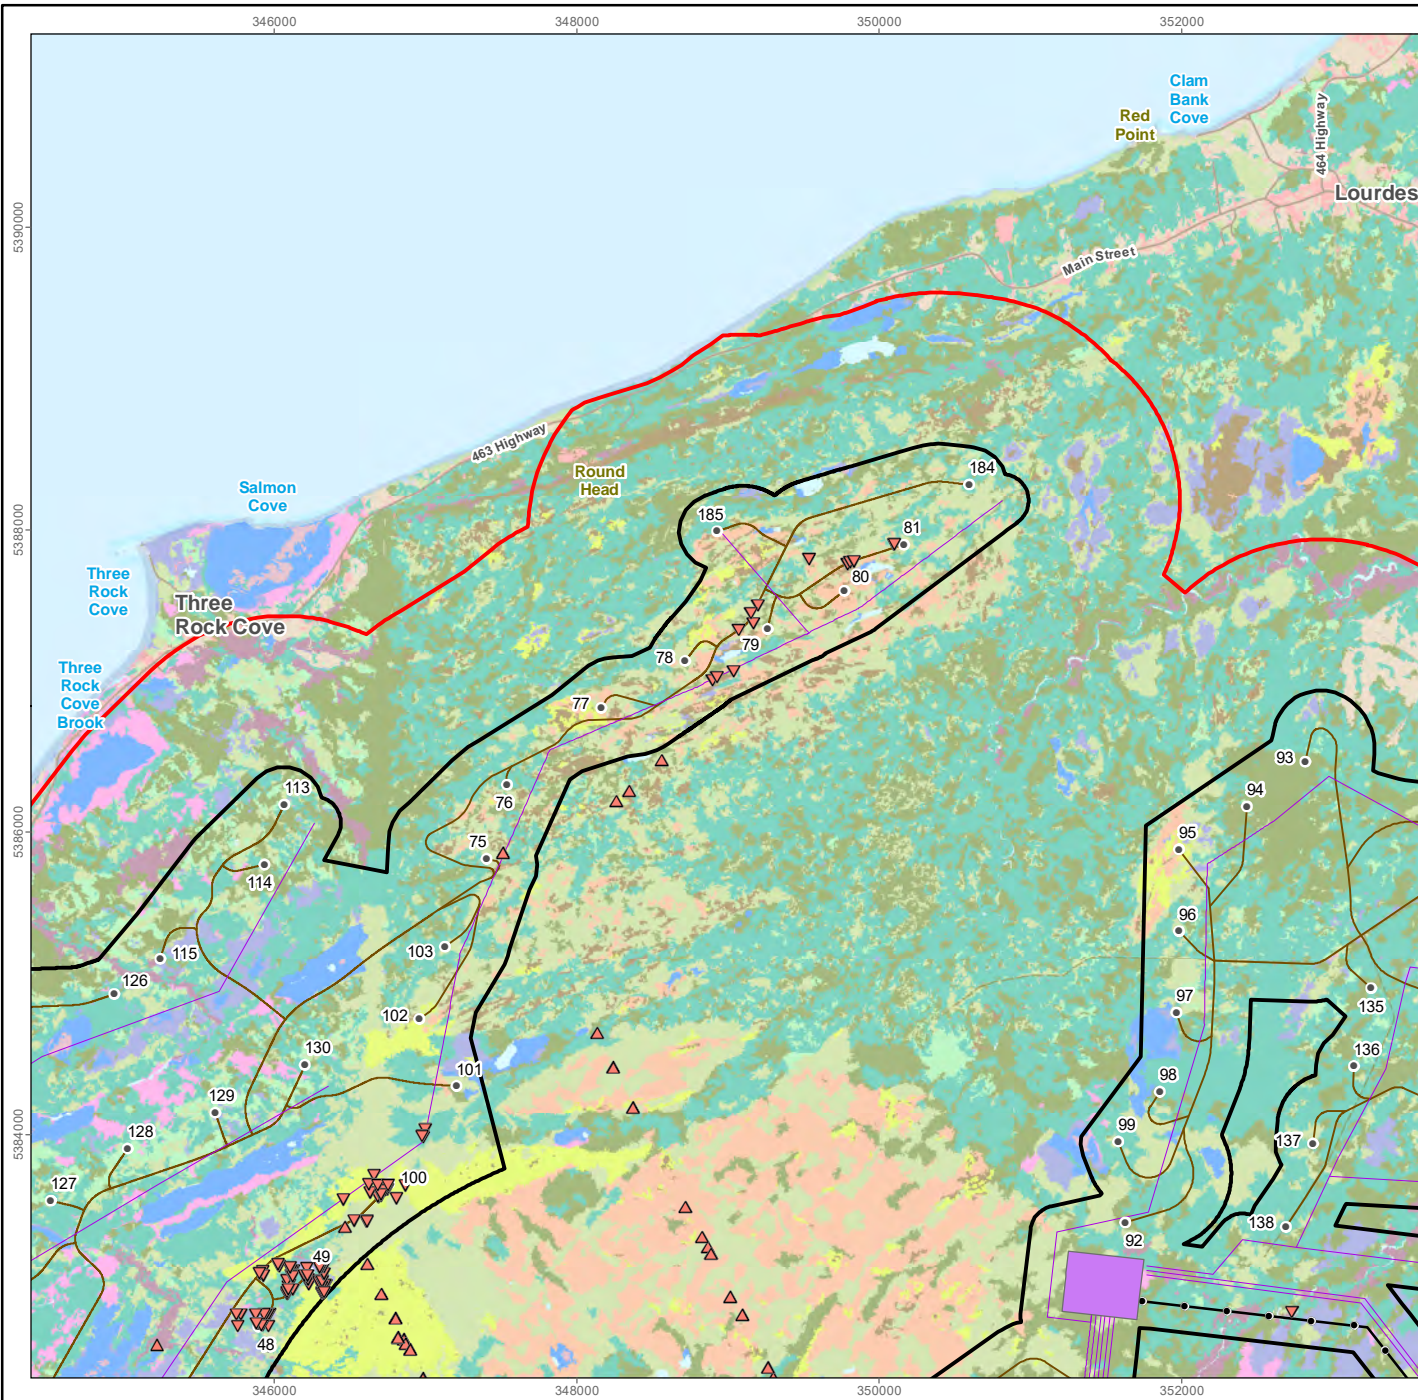 346000
348000
350000
352000
Clam
Bank
Cove
Red
Point
464 Highway
Lourdes
5390000
Main Street
463 Highway
Round
Head
184
Salmon
Cove
185
81
5388000
Three
Rock
Cove
80
Three
Rock Cove
79
78
Three
Rock
Cove
Brook
77
93
113
76
94
5386000
95
75
114
96
103
115
126
97
135
102
136
130
98
101
129
99
5384000
128
137
127
100
138
92
49
48
346000
348000
350000
352000